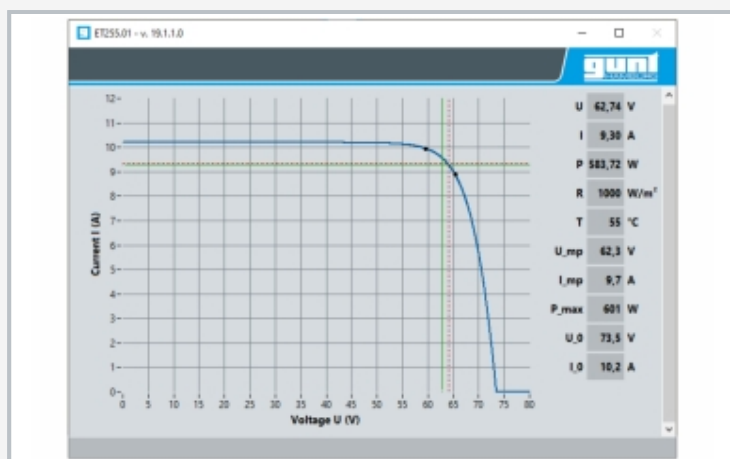 ET255.01 - v. 19.1.1.0
gunt
HAMBURG
12
11
10
9
8
7
6
5
4
3
2
1
0
Current I (A)
0 5 10 15 20 25 30 35 40 45 50 55 60 65 70 75 80
Voltage U (V)
U 62,74 V
I 9,30 A
P 583,72 W
R 1000 W/m²
T 55 °C
U_mp 62,3 V
I_mp 9,7 A
P_max 601 W
U_0 73,5 V
I_0 10,2 A